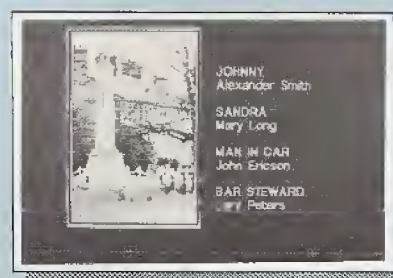 JOHNNY
Alexander Smith
SANDRA
Mary Long
MAN IN CAR
John Ericson
BAR STEWARD
Peters